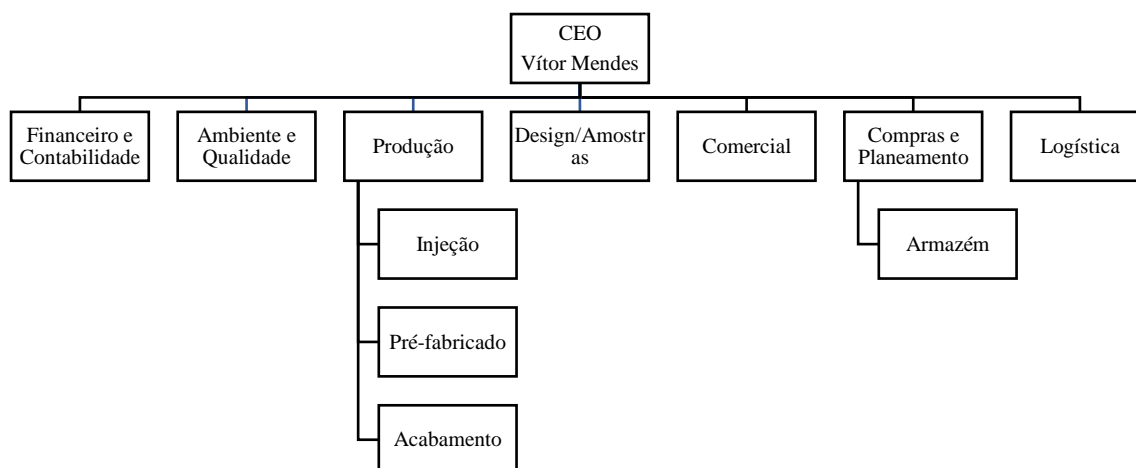 CEO
Vítor Mendes
Financeiro e
Contabilidade
Ambiente e
Qualidade
Produção
Design/Amostr
as
Comercial
Compras e
Planeamento
Logística
Injeção
Armazém
Pré-fabricado
Acabamento